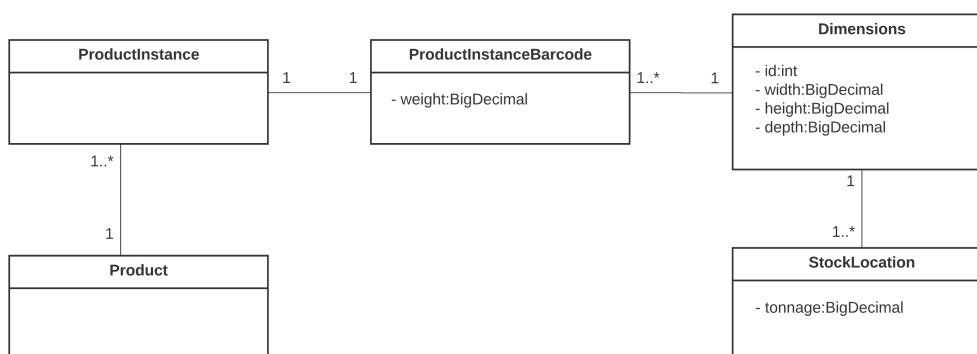 ProductInstance
1
1
ProductInstanceBarcode
- weight:BigDecimal
1..*
1
Dimensions
- id:int
- width:BigDecimal
- height:BigDecimal
- depth:BigDecimal
1..*
1
Product
1
1..*
StockLocation
- tonnage:BigDecimal